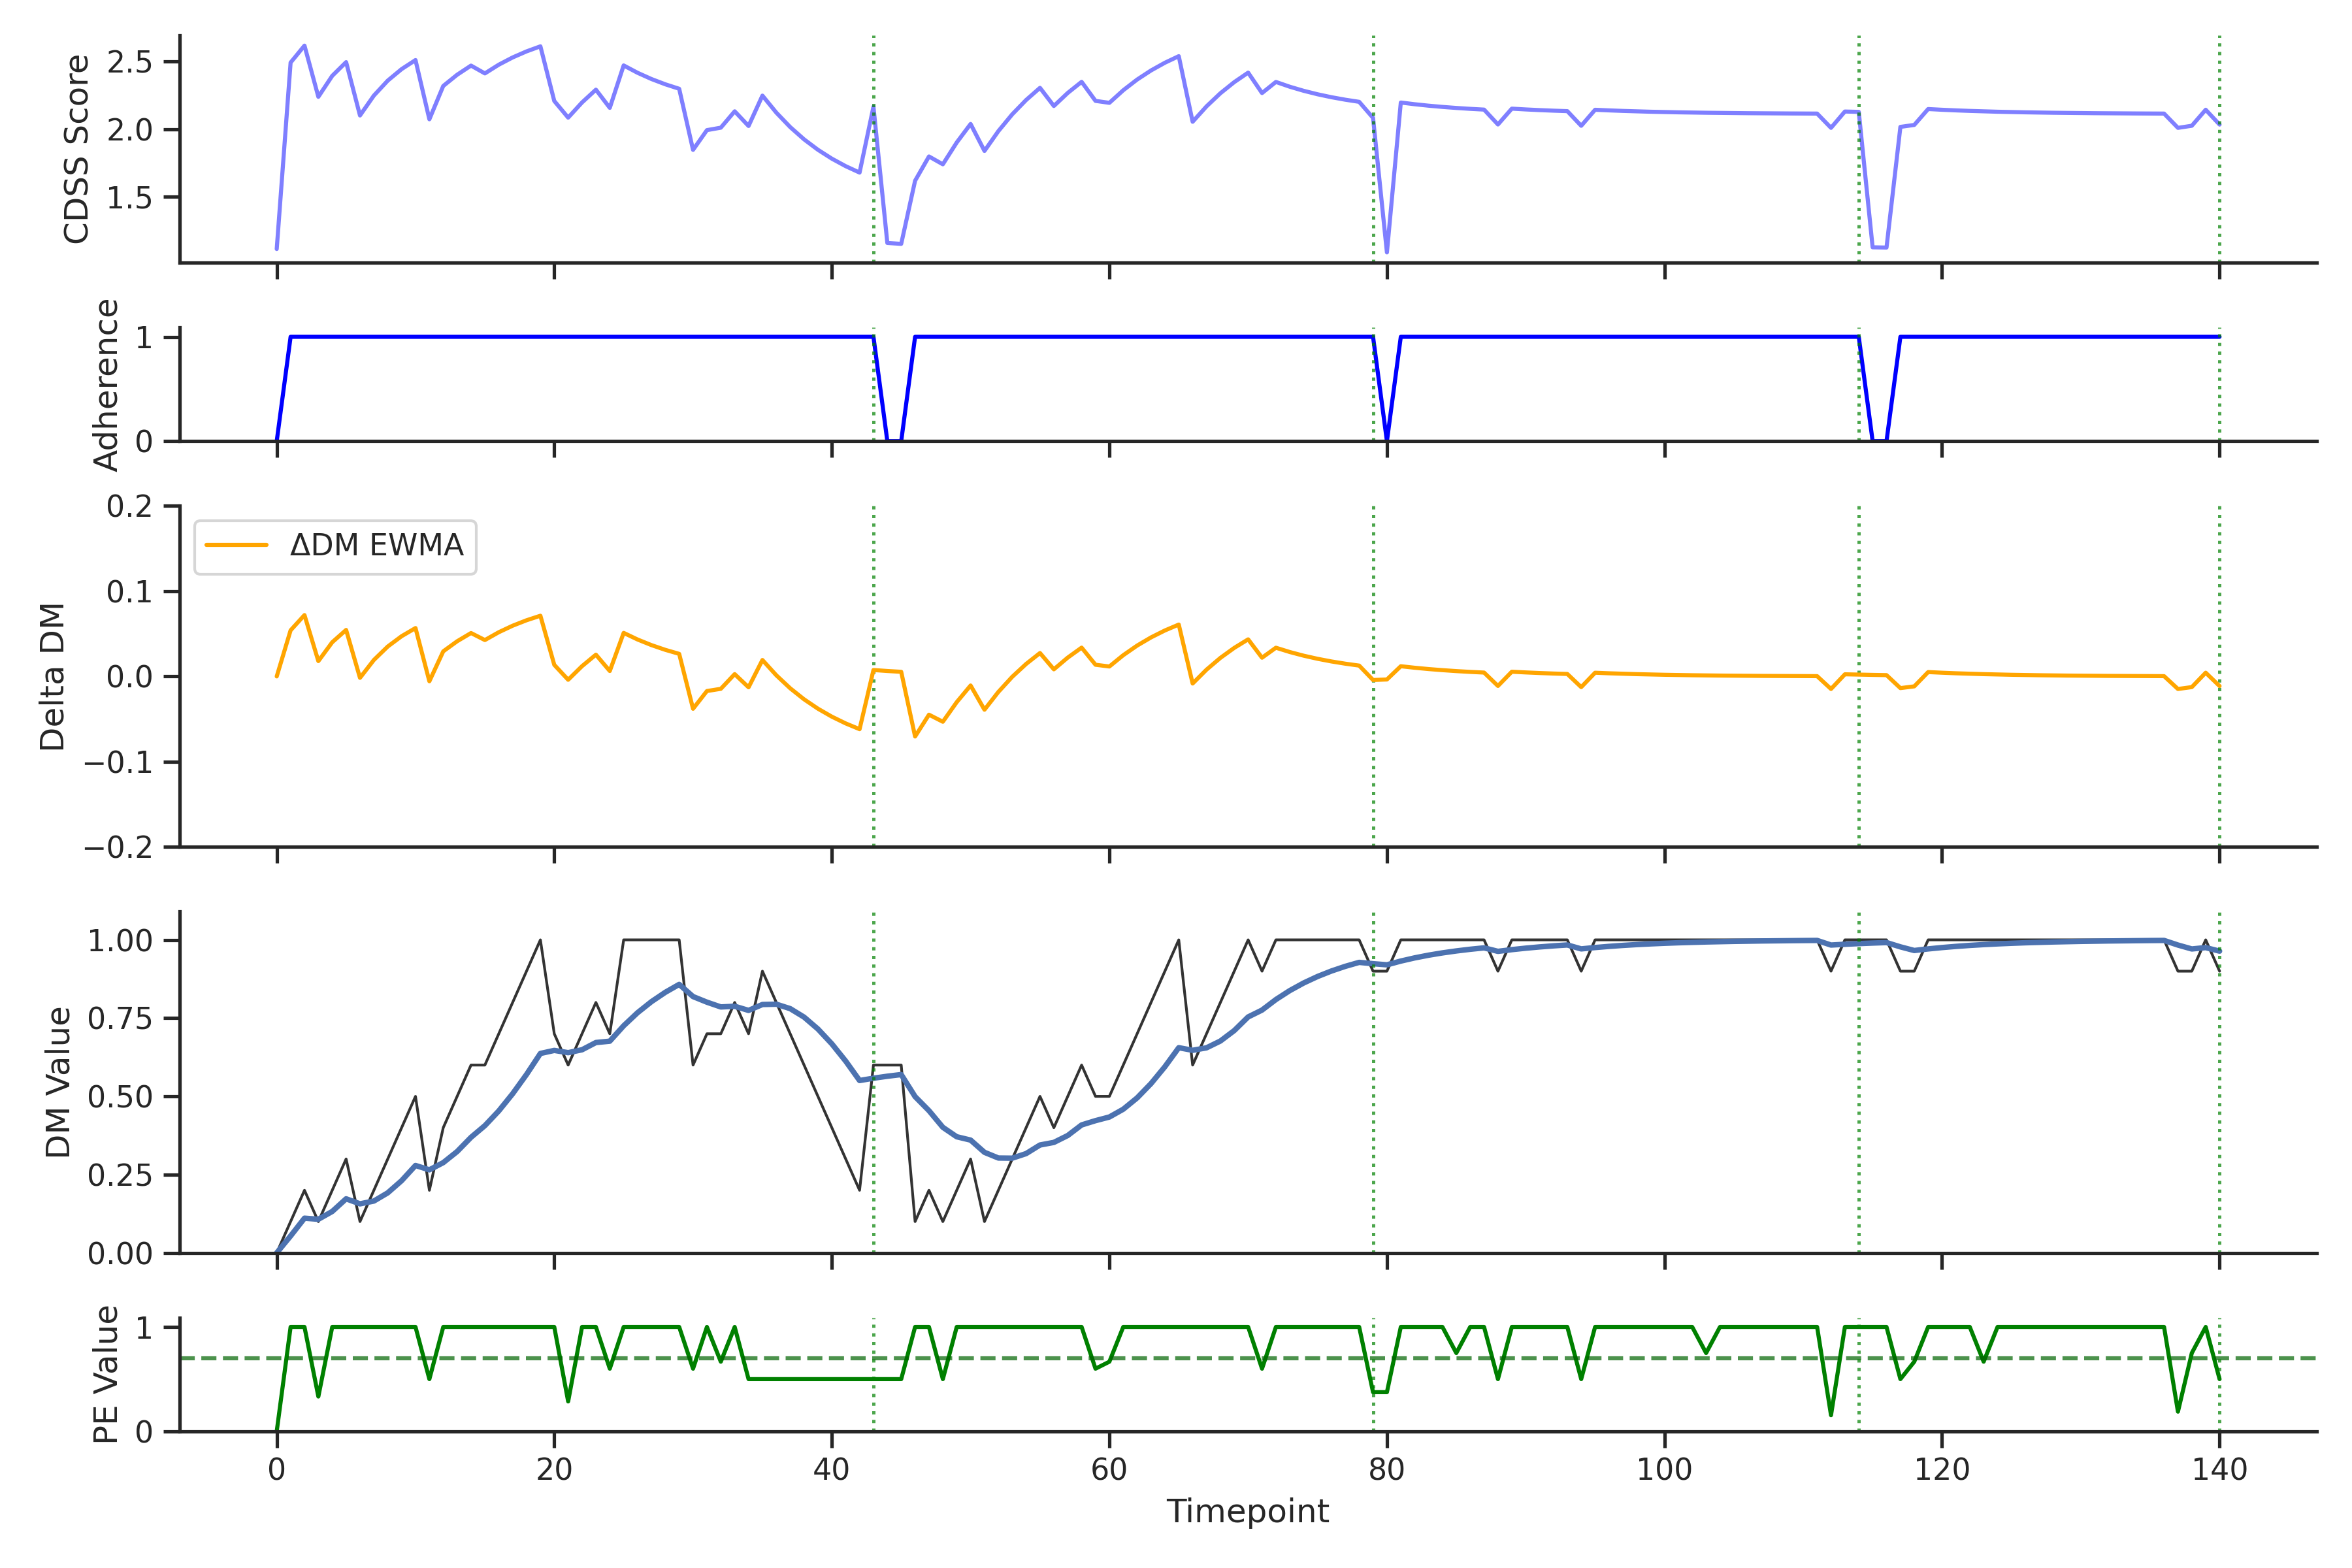 CDSS Score
2.5
2.0
1.5
Adherence
1
0
Delta DM
0.2
0.1
0.0
−0.1
−0.2
ΔDM EWMA
DM Value
1.00
0.75
0.50
0.25
0.00
PE Value
1
0
0 20 40 60 80 100 120 140
Timepoint